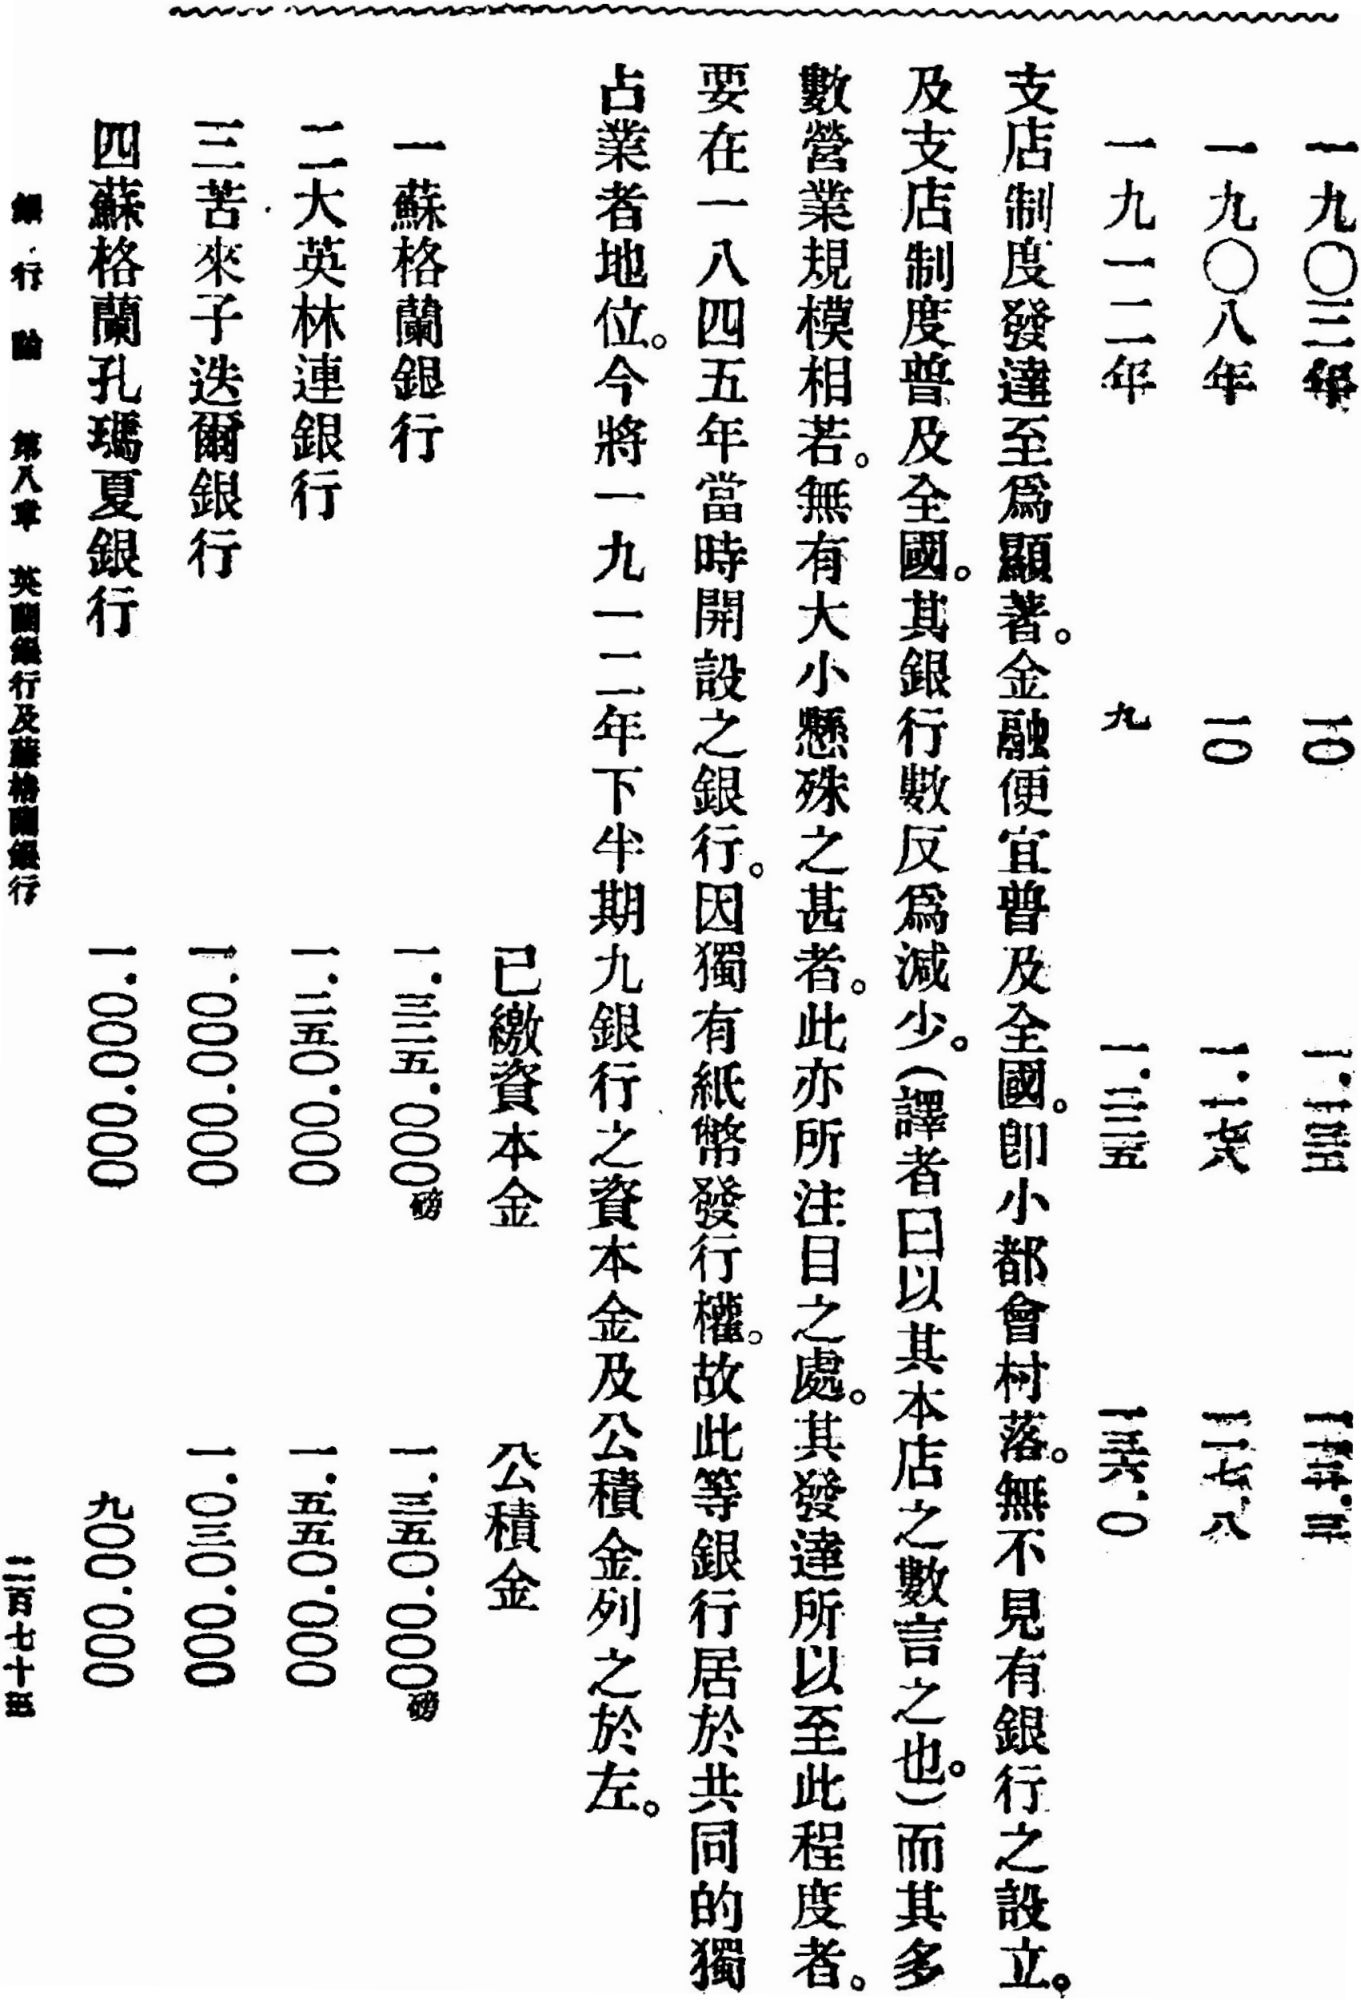 一九〇三年　一〇
一九〇八年　一〇　一.一七八　一一七.八
一九一二年　九　一.二二五　一三六.〇
支店制度發達至爲顯著。金融便宜普及全國。卽小都會村落。無不見有銀行之設立。
及支店制度普及全國。其銀行數反爲減少。(譯者曰以其本店之數言之也。)而其多
數營業規模相若。無有大小懸殊之甚者。此亦所注目之處。其發達所以至此程度者。
要在一八四五年當時開設之銀行。因獨有紙幣發行權。故此等銀行居於共同的獨
占業者地位。今將一九一二年下半期九銀行之資本金及公積金列之於左。
已繳資本金　公積金
一蘇格蘭銀行　一.三二五.〇〇〇磅　一.三五〇.〇〇〇磅
二大英林連銀行　一.二五〇.〇〇〇　一.五五〇.〇〇〇
三苦來子迭爾銀行　一.〇〇〇.〇〇〇　一.〇三〇.〇〇〇
四蘇格蘭孔瑪夏銀行　一.〇〇〇.〇〇〇　九〇〇.〇〇〇
銀行論　第八章　英蘭銀行及蘇格蘭銀行　二百七十五